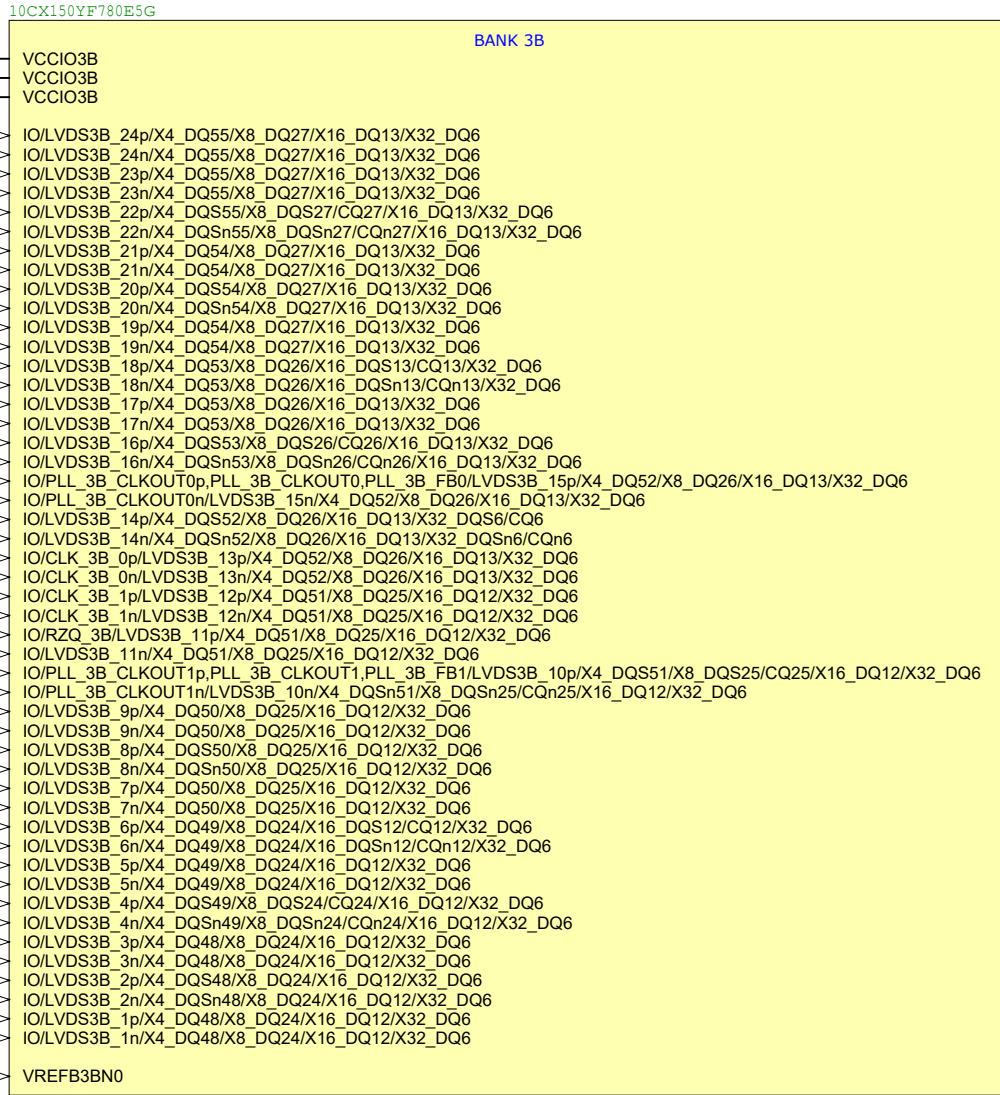 10CX150YF780E5G
BANK 3B
VCCIO3B
VCCIO3B
VCCIO3B
IO/LVDS3B_24p/X4_DQ55/X8_DQ27/X16_DQ13/X32_DQ6
IO/LVDS3B_24n/X4_DQ55/X8_DQ27/X16_DQ13/X32_DQ6
IO/LVDS3B_23p/X4_DQ55/X8_DQ27/X16_DQ13/X32_DQ6
IO/LVDS3B_23n/X4_DQ55/X8_DQ27/X16_DQ13/X32_DQ6
IO/LVDS3B_22p/X4_DQS55/X8_DQS27/CQ27/X16_DQ13/X32_DQ6
IO/LVDS3B_22n/X4_DQSn55/X8_DQSn27/CQn27/X16_DQ13/X32_DQ6
IO/LVDS3B_21p/X4_DQ54/X8_DQ27/X16_DQ13/X32_DQ6
IO/LVDS3B_21n/X4_DQ54/X8_DQ27/X16_DQ13/X32_DQ6
IO/LVDS3B_20p/X4_DQS54/X8_DQ27/X16_DQ13/X32_DQ6
IO/LVDS3B_20n/X4_DQSn54/X8_DQ27/X16_DQ13/X32_DQ6
IO/LVDS3B_19p/X4_DQ54/X8_DQ27/X16_DQ13/X32_DQ6
IO/LVDS3B_19n/X4_DQ54/X8_DQ27/X16_DQ13/X32_DQ6
IO/LVDS3B_18p/X4_DQ53/X8_DQ26/X16_DQS13/CQ13/X32_DQ6
IO/LVDS3B_18n/X4_DQ53/X8_DQ26/X16_DQSn13/CQn13/X32_DQ6
IO/LVDS3B_17p/X4_DQ53/X8_DQ26/X16_DQ13/X32_DQ6
IO/LVDS3B_17n/X4_DQ53/X8_DQ26/X16_DQ13/X32_DQ6
IO/LVDS3B_16p/X4_DQS53/X8_DQS26/CQ26/X16_DQ13/X32_DQ6
IO/LVDS3B_16n/X4_DQSn53/X8_DQSn26/CQn26/X16_DQ13/X32_DQ6
IO/PLL_3B_CLKOUT0p,PLL_3B_CLKOUT0,PLL_3B_FB0/LVDS3B_15p/X4_DQ52/X8_DQ26/X16_DQ13/X32_DQ6
IO/PLL_3B_CLKOUT0n/LVDS3B_15n/X4_DQ52/X8_DQ26/X16_DQ13/X32_DQ6
IO/LVDS3B_14p/X4_DQS52/X8_DQ26/X16_DQ13/X32_DQS6/CQ6
IO/LVDS3B_14n/X4_DQSn52/X8_DQ26/X16_DQ13/X32_DQSn6/CQn6
IO/CLK_3B_0p/LVDS3B_13p/X4_DQ52/X8_DQ26/X16_DQ13/X32_DQ6
IO/CLK_3B_0n/LVDS3B_13n/X4_DQ52/X8_DQ26/X16_DQ13/X32_DQ6
IO/CLK_3B_1p/LVDS3B_12p/X4_DQ51/X8_DQ25/X16_DQ12/X32_DQ6
IO/CLK_3B_1n/LVDS3B_12n/X4_DQ51/X8_DQ25/X16_DQ12/X32_DQ6
IO/RZQ_3B/LVDS3B_11p/X4_DQ51/X8_DQ25/X16_DQ12/X32_DQ6
IO/LVDS3B_11n/X4_DQ51/X8_DQ25/X16_DQ12/X32_DQ6
IO/PLL_3B_CLKOUT1p,PLL_3B_CLKOUT1,PLL_3B_FB1/LVDS3B_10p/X4_DQS51/X8_DQS25/CQ25/X16_DQ12/X32_DQ6
IO/PLL_3B_CLKOUT1n/LVDS3B_10n/X4_DQSn51/X8_DQSn25/CQn25/X16_DQ12/X32_DQ6
IO/LVDS3B_9p/X4_DQ50/X8_DQ25/X16_DQ12/X32_DQ6
IO/LVDS3B_9n/X4_DQ50/X8_DQ25/X16_DQ12/X32_DQ6
IO/LVDS3B_8p/X4_DQS50/X8_DQ25/X16_DQ12/X32_DQ6
IO/LVDS3B_8n/X4_DQSn50/X8_DQ25/X16_DQ12/X32_DQ6
IO/LVDS3B_7p/X4_DQ50/X8_DQ25/X16_DQ12/X32_DQ6
IO/LVDS3B_7n/X4_DQ50/X8_DQ25/X16_DQ12/X32_DQ6
IO/LVDS3B_6p/X4_DQ49/X8_DQ24/X16_DQS12/CQ12/X32_DQ6
IO/LVDS3B_6n/X4_DQ49/X8_DQ24/X16_DQSn12/CQn12/X32_DQ6
IO/LVDS3B_5p/X4_DQ49/X8_DQ24/X16_DQ12/X32_DQ6
IO/LVDS3B_5n/X4_DQ49/X8_DQ24/X16_DQ12/X32_DQ6
IO/LVDS3B_4p/X4_DQS49/X8_DQS24/CQ24/X16_DQ12/X32_DQ6
IO/LVDS3B_4n/X4_DQSn49/X8_DQSn24/CQn24/X16_DQ12/X32_DQ6
IO/LVDS3B_3p/X4_DQ48/X8_DQ24/X16_DQ12/X32_DQ6
IO/LVDS3B_3n/X4_DQ48/X8_DQ24/X16_DQ12/X32_DQ6
IO/LVDS3B_2p/X4_DQS48/X8_DQ24/X16_DQ12/X32_DQ6
IO/LVDS3B_2n/X4_DQSn48/X8_DQ24/X16_DQ12/X32_DQ6
IO/LVDS3B_1p/X4_DQ48/X8_DQ24/X16_DQ12/X32_DQ6
IO/LVDS3B_1n/X4_DQ48/X8_DQ24/X16_DQ12/X32_DQ6
VREFB3BN0